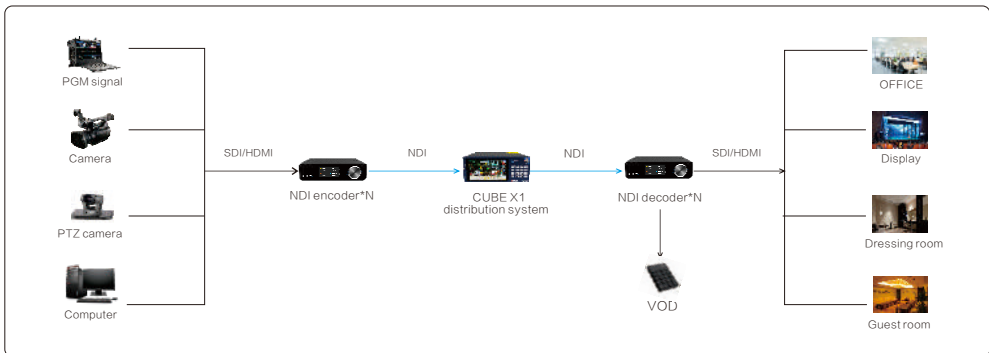 PGM signal
Camera
PTZ camera
Computer
SDI/HDMI
NDI encoder*N
NDI
CUBE X1
distribution system
NDI
NDI decoder*N
VOD
SDI/HDMI
OFFICE
Display
Dressing room
Guest room